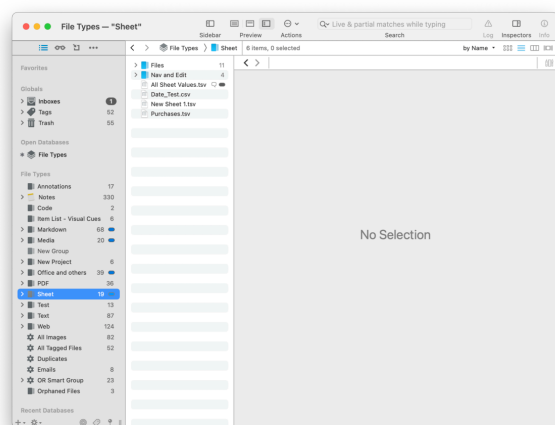 File Types — "Sheet"
Sidebar
Preview
Actions
Live & partial matches while typing
Search
Log
Inspectors
Info
File Types
Sheet
6 items, 0 selected
by Name
Favorites
Globals
Inboxes 1
Tags 52
Trash 55
Open Databases
File Types
File Types
Annotations 17
Notes 330
Code 2
Item List - Visual Cues 6
Markdown 68
Media 20
New Group
New Project 6
Office and others 39
PDF 36
Sheet 19
Test 13
Text 87
Web 124
All Images 82
All Tagged Files 52
Duplicates
Emails 8
OR Smart Group 23
Orphaned Files 3
Recent Databases
Files 11
Nav and Edit 4
All Sheet Values.tsv
Date_Test.csv
New Sheet 1.tsv
Purchases.tsv
No Selection